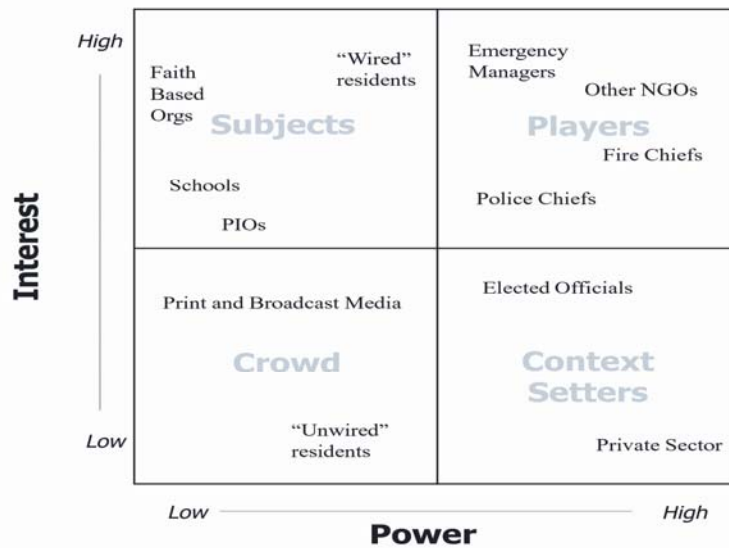 High
Interest
Low
Faith
Based
Orgs
"Wired"
residents
Subjects
Schools
PIOs
Emergency
Managers
Other NGOs
Players
Fire Chiefs
Police Chiefs
Print and Broadcast Media
Crowd
"Unwired"
residents
Elected Officials
Context
Setters
Private Sector
Low
High
Power